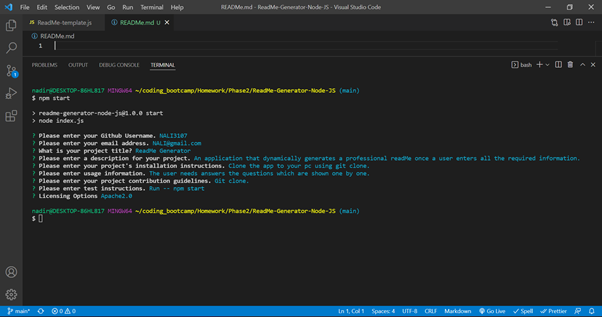 File Edit Selection View Go Run Terminal Help
READMe.md - ReadMe-Generator-Node-JS - Visual Studio Code
JS ReadMe-template.js
READMe.md U
READMe.md
1
PROBLEMS OUTPUT DEBUG CONSOLE TERMINAL
bash
nadir@DESKTOP-86HL817 MINGW64 ~/coding_bootcamp/Homework/Phase2/ReadMe-Generator-Node-JS (main)
$ npm start
> readme-generator-node-js@1.0.0 start
> node index.js
? Please enter your Github Username. NALI3107
? Please enter your email address. NALI@gmail.com
? What is your project title? ReadMe Generator
? Please enter a description for your project. An application that dynamically generates a professional readMe once a user enters all the required information.
? Please enter your project's installation instructions. Clone the app to your pc using git clone.
? Please enter usage information. The user needs answers the questions which are shown one by one.
? Please enter your project contribution guidelines. Git clone.
? Please enter test instructions. Run -- npm start
? Licensing Options Apache2.0
nadir@DESKTOP-86HL817 MINGW64 ~/coding_bootcamp/Homework/Phase2/ReadMe-Generator-Node-JS (main)
$
1
main* 0 0 Ln 1, Col 1 Spaces: 4 UTF-8 CRLF Markdown Go Live Spell Prettier